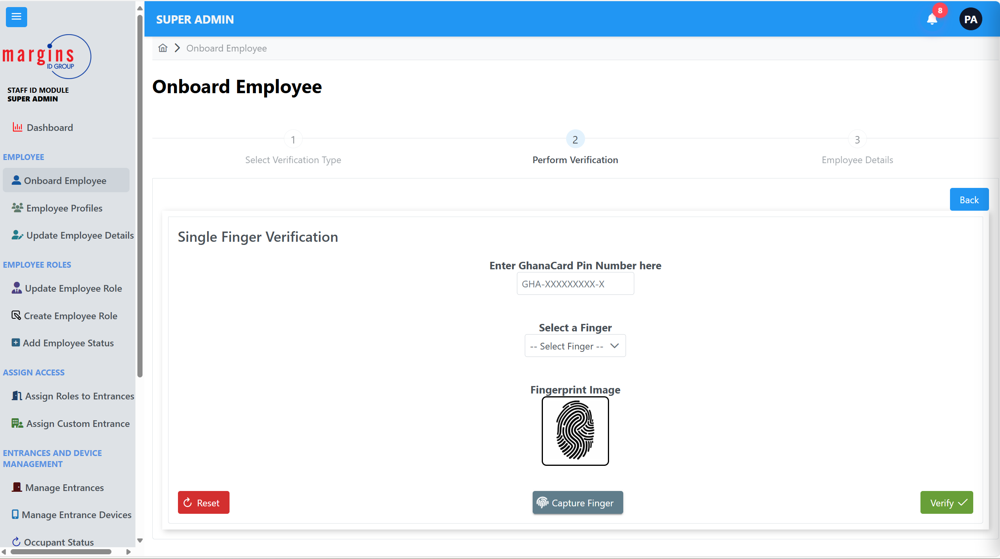 SUPER ADMIN
8
PA
margins
ID GROUP
STAFF ID MODULE
SUPER ADMIN
Dashboard
EMPLOYEE
Onboard Employee
Employee Profiles
Update Employee Details
EMPLOYEE ROLES
Update Employee Role
Create Employee Role
Add Employee Status
ASSIGN ACCESS
Assign Roles to Entrances
Assign Custom Entrance
ENTRANCES AND DEVICE
MANAGEMENT
Manage Entrances
Manage Entrance Devices
Occupant Status
Onboard Employee
Onboard Employee
1
Select Verification Type
2
Perform Verification
3
Employee Details
Back
Single Finger Verification
Enter GhanaCard Pin Number here
GHA-XXXXXXXXX-X
Select a Finger
-- Select Finger --
Fingerprint Image
Reset
Capture Finger
Verify